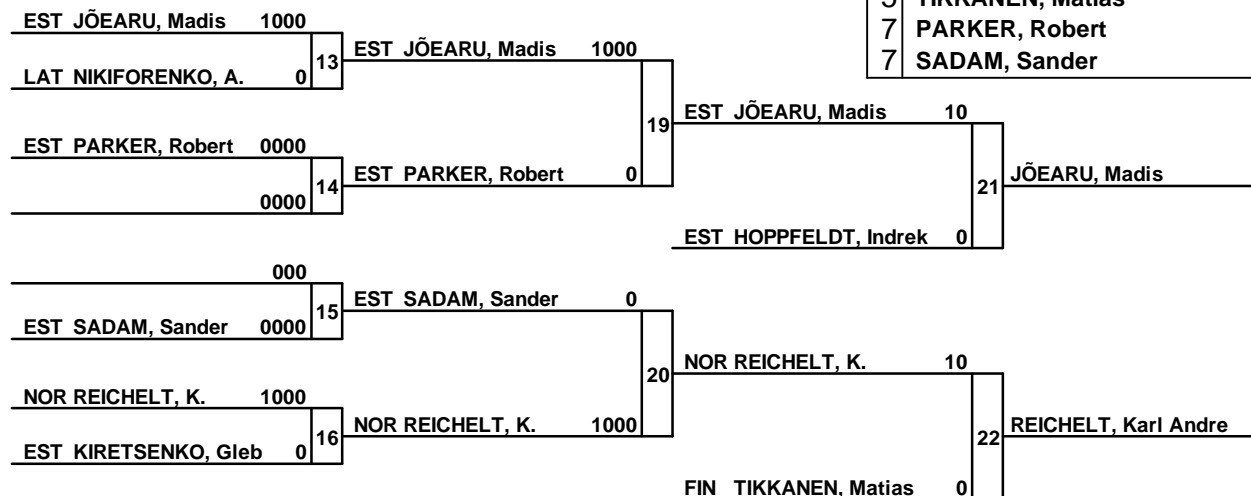 5 TIKKANEN, Matias
7 PARKER, Robert
7 SADAM, Sander
EST JÕEARU, Madis 1000
13
LAT NIKIFORENKO, A. 0
EST JÕEARU, Madis 1000
EST PARKER, Robert 0000
14
0000
EST PARKER, Robert 0
19
EST JÕEARU, Madis 10
21
EST HOPPFELDT, Indrek 0
JÕEARU, Madis
000
15
EST SADAM, Sander 0000
EST SADAM, Sander 0
NOR REICHELT, K. 1000
16
EST KIRETSENKO, Gleb 0
NOR REICHELT, K. 1000
20
NOR REICHELT, K. 10
22
FIN TIKKANEN, Matias 0
REICHELT, Karl Andre